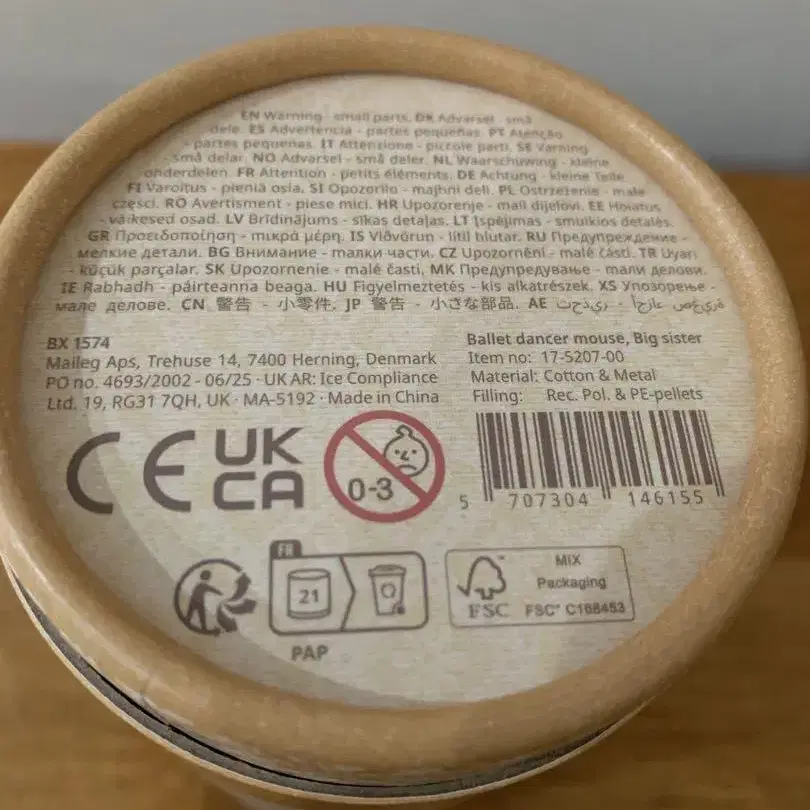 EN Warning - small parts. DK Advarsel - små
dele. ES Advertencia - partes pequeñas. PT Atenção
- partes pequenas. IT Attenzione - piccole parti. SE Varning
- små delar. NO Advarsel - små deler. NL Waarschuwing - kleine
onderdelen. FR Attention - petits éléments. DE Achtung - kleine Teile
FI Varoitus - pieniä osia. SI Opozorilo - majhni deli. PL Ostrzeżenie - małe
części. RO Avertisment - piese mici. HR Upozorenje - mali dijelovi. EE Hoiatus
- väikesed osad. LV Brīdinājums - sīkas detaļas. LT Įspėjimas - smulkios detalės.
GR Προειδοποίηση - μικρά μέρη. IS Viðvörun - lítil hlutar. RU Предупреждение -
мелкие детали. BG Внимание - малки части. CZ Upozornění - malé části. TR Uyarı
- küçük parçalar. SK Upozornenie - malé časti. MK Предупредување - мали делови.
IE Rabhadh - páirteanna beaga. HU Figyelmeztetés - kis alkatrészek. XS Упозорење -
мале делове. CN 警告 - 小零件. JP 警告 - 小さな部品. AE تحذير - أجزاء صغيرة
BX 1574
Maileg Aps, Trehuse 14, 7400 Herning, Denmark
PO no. 4693/2002 - 06/25 · UK AR: Ice Compliance
Ltd. 19, RG31 7QH, UK · MA-5192 · Made in China
Ballet dancer mouse, Big sister
Item no: 17-5207-00
Material: Cotton & Metal
Filling: Rec. Pol. & PE-pellets
CE
UK
CA
0-3
5 707304 146155
FR
21
PAP
FSC
MIX
Packaging
FSC® C168453